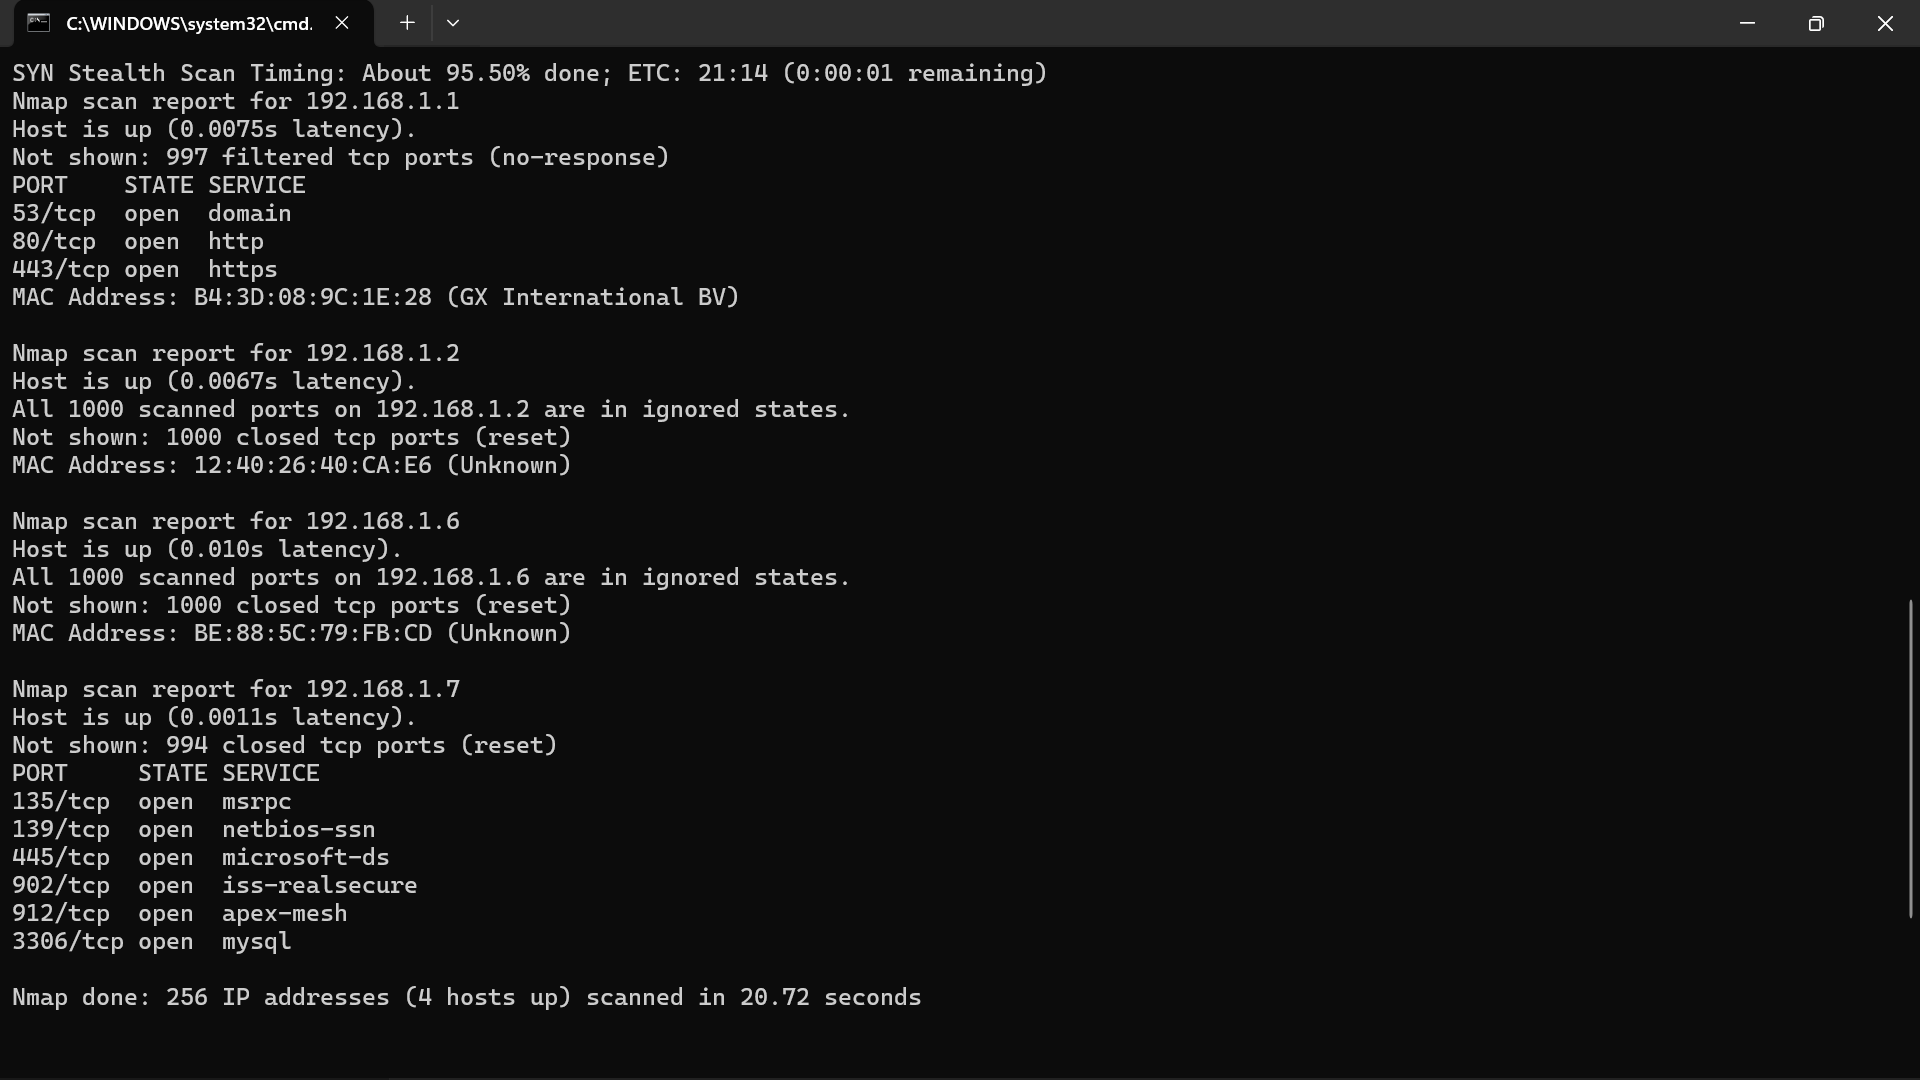 C:\WINDOWS\system32\cmd.
SYN Stealth Scan Timing: About 95.50% done; ETC: 21:14 (0:00:01 remaining)
Nmap scan report for 192.168.1.1
Host is up (0.0075s latency).
Not shown: 997 filtered tcp ports (no-response)
PORT    STATE SERVICE
53/tcp  open  domain
80/tcp  open  http
443/tcp open  https
MAC Address: B4:3D:08:9C:1E:28 (GX International BV)

Nmap scan report for 192.168.1.2
Host is up (0.0067s latency).
All 1000 scanned ports on 192.168.1.2 are in ignored states.
Not shown: 1000 closed tcp ports (reset)
MAC Address: 12:40:26:40:CA:E6 (Unknown)

Nmap scan report for 192.168.1.6
Host is up (0.010s latency).
All 1000 scanned ports on 192.168.1.6 are in ignored states.
Not shown: 1000 closed tcp ports (reset)
MAC Address: BE:88:5C:79:FB:CD (Unknown)

Nmap scan report for 192.168.1.7
Host is up (0.0011s latency).
Not shown: 994 closed tcp ports (reset)
PORT     STATE SERVICE
135/tcp  open  msrpc
139/tcp  open  netbios-ssn
445/tcp  open  microsoft-ds
902/tcp  open  iss-realsecure
912/tcp  open  apex-mesh
3306/tcp open  mysql

Nmap done: 256 IP addresses (4 hosts up) scanned in 20.72 seconds